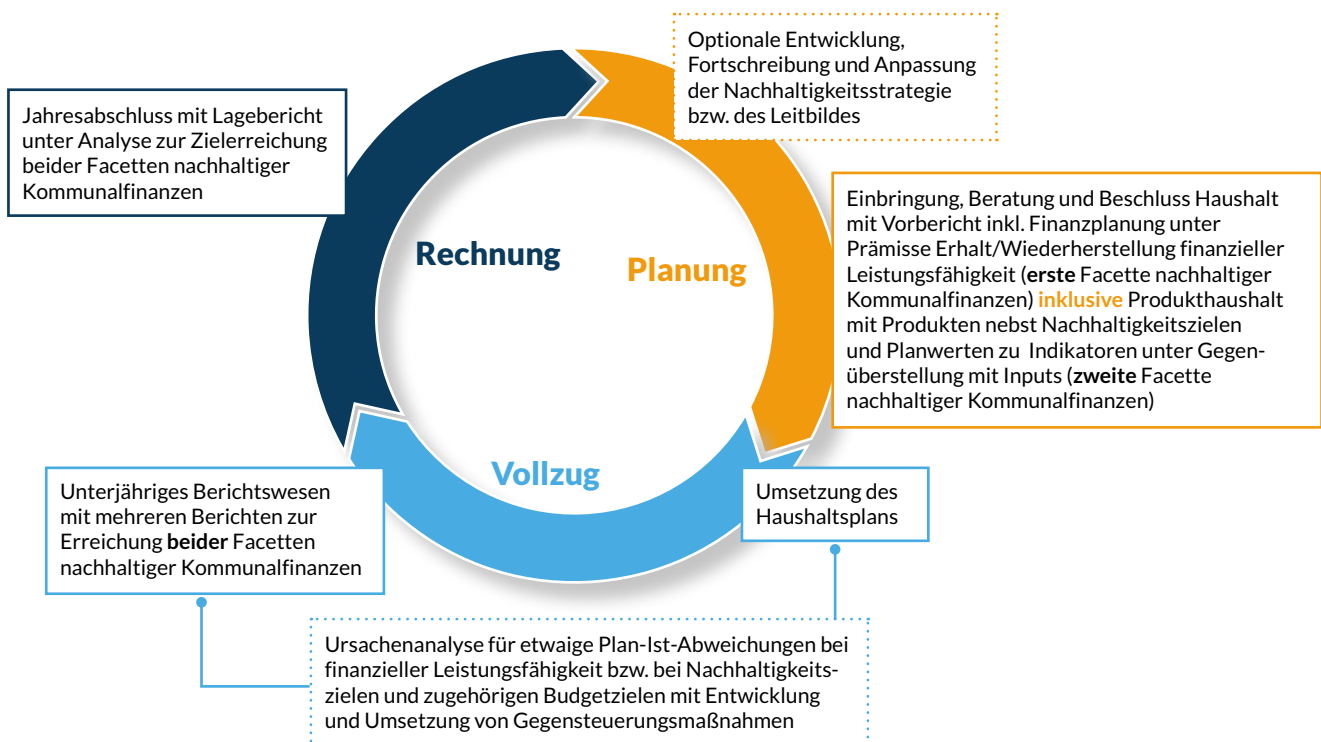 Optionale Entwicklung,
Fortschreibung und Anpassung
der Nachhaltigkeitsstrategie
bzw. des Leitbildes
Jahresabschluss mit Lagebericht
unter Analyse zur Zielerreichung
beider Facetten nachhaltiger
Kommunalfinanzen
Einbringung, Beratung und Beschluss Haushalt
mit Vorbericht inkl. Finanzplanung unter
Prämisse Erhalt/Wiederherstellung finanzieller
Leistungsfähigkeit (erste Facette nachhaltiger
Kommunalfinanzen) inklusive Produkthaushalt
mit Produkten nebst Nachhaltigkeitszielen
und Planwerten zu Indikatoren unter Gegen-
überstellung mit Inputs (zweite Facette
nachhaltiger Kommunalfinanzen)
Rechnung
Planung
Vollzug
Unterjähriges Berichtswesen
mit mehreren Berichten zur
Erreichung beider Facetten
nachhaltiger Kommunalfinanzen
Umsetzung des
Haushaltsplans
Ursachenanalyse für etwaige Plan-Ist-Abweichungen bei
finanzieller Leistungsfähigkeit bzw. bei Nachhaltigkeits-
zielen und zugehörigen Budgetzielen mit Entwicklung
und Umsetzung von Gegensteuerungsmaßnahmen